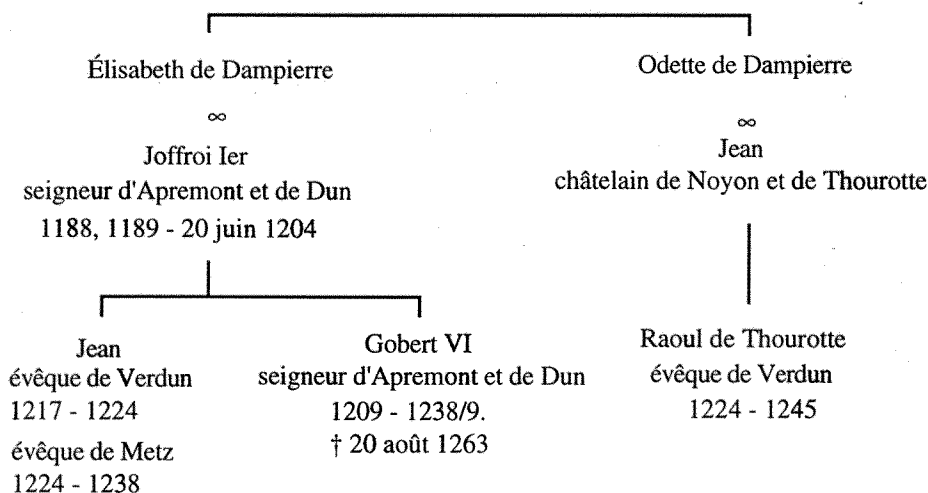 Élisabeth de Dampierre
∞
Joffroi Ier
seigneur d'Apremont et de Dun
1188, 1189 - 20 juin 1204
Odette de Dampierre
∞
Jean
châtelain de Noyon et de Thourotte
Jean
évêque de Verdun
1217 - 1224
évêque de Metz
1224 - 1238
Gobert VI
seigneur d'Apremont et de Dun
1209 - 1238/9.
† 20 août 1263
Raoul de Thourotte
évêque de Verdun
1224 - 1245